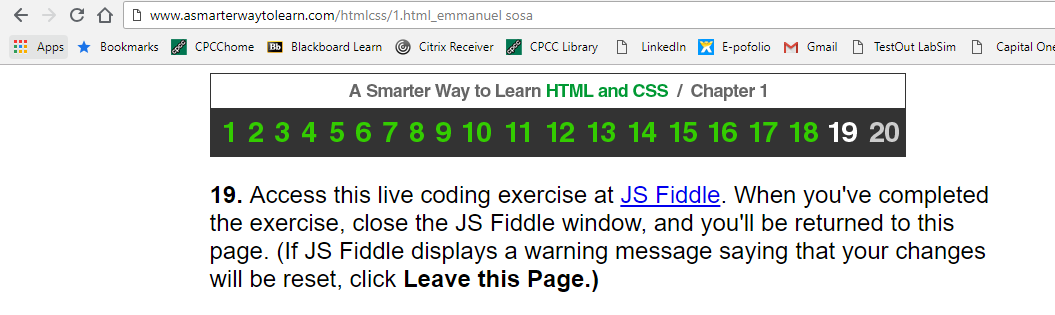 www.asmarterwaytolearn.com/htmlcss/1.html_emmanuel sosa
Apps Bookmarks CPCChome Bb Blackboard Learn Citrix Receiver CPCC Library LinkedIn E-pofolio Gmail TestOut LabSim Capital One
A Smarter Way to Learn HTML and CSS / Chapter 1
1 2 3 4 5 6 7 8 9 10 11 12 13 14 15 16 17 18 19 20
19. Access this live coding exercise at JS Fiddle. When you've completed
the exercise, close the JS Fiddle window, and you'll be returned to this
page. (If JS Fiddle displays a warning message saying that your changes
will be reset, click Leave this Page.)